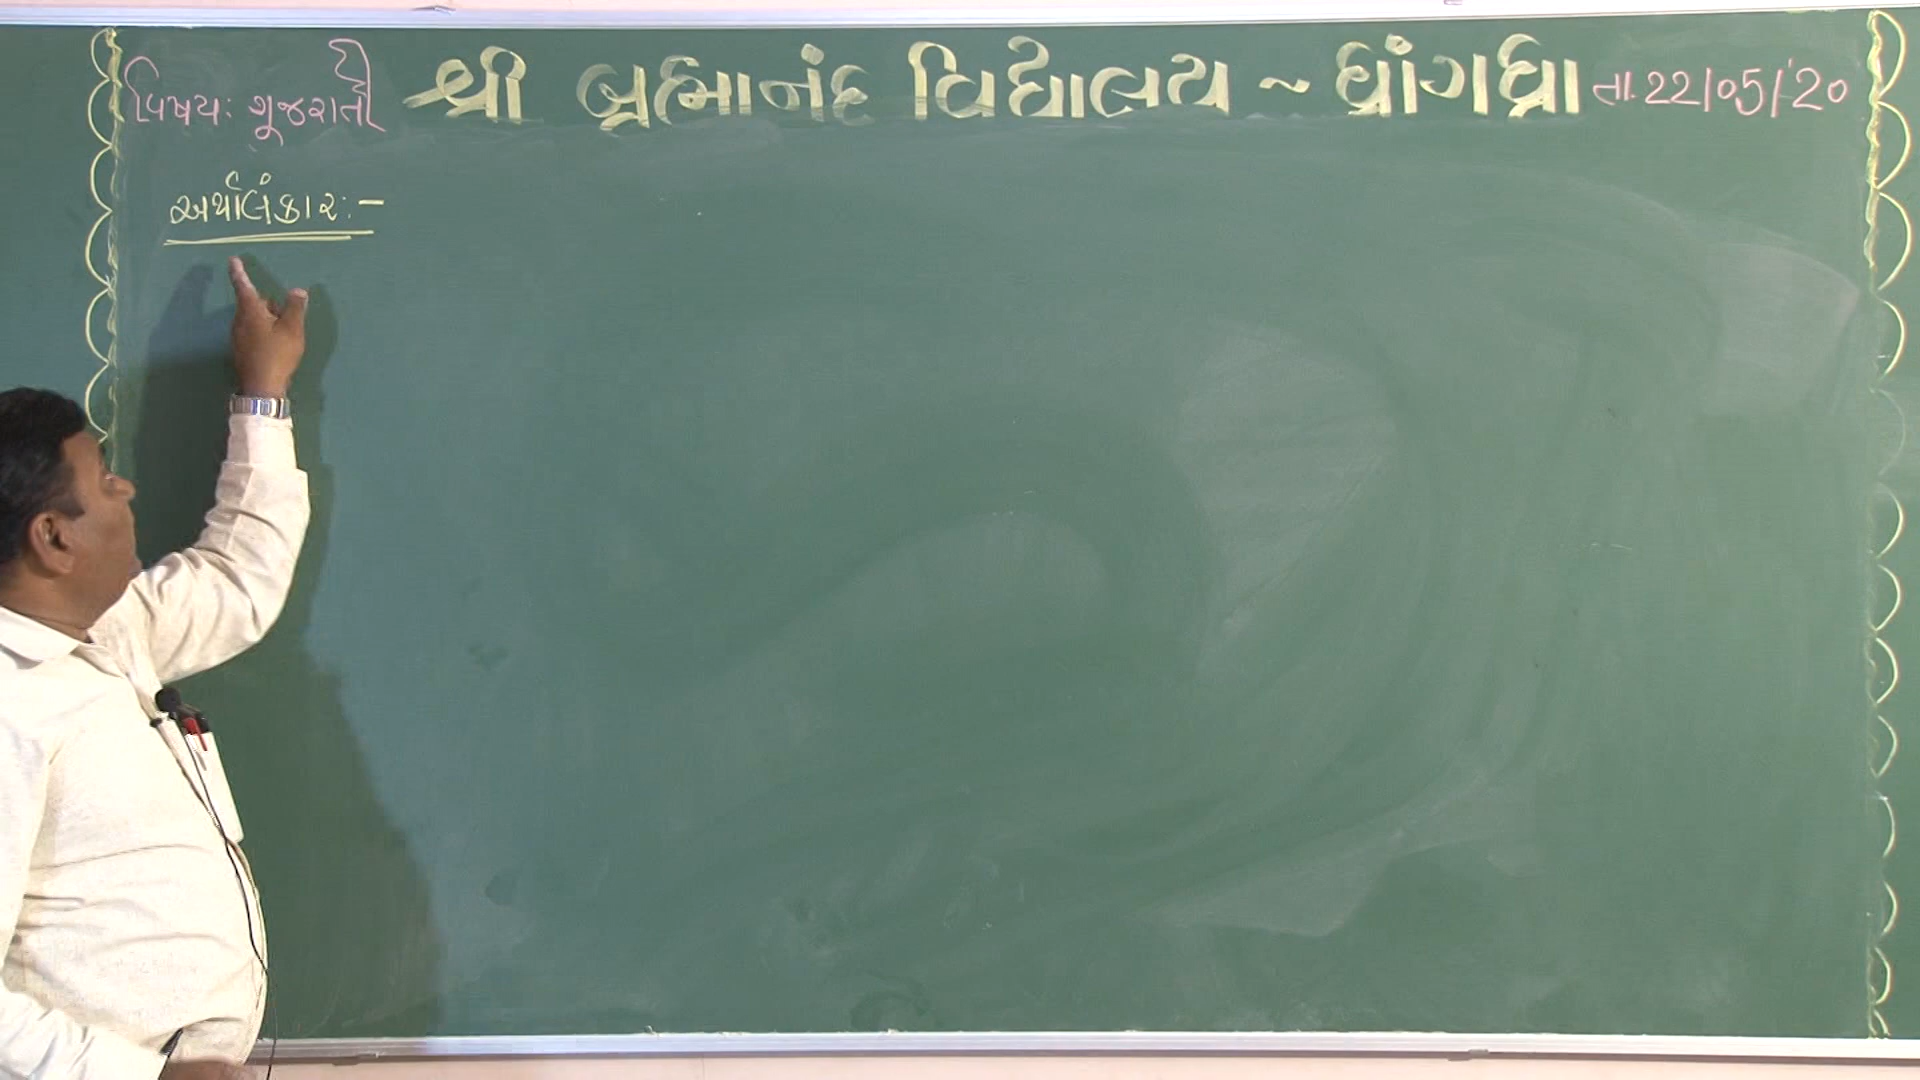 વિષય: ગુજરાતી
શ્રી બ્રહ્માનંદ વિદ્યાલય ~ ધ્રાંગધ્રા
તા. 22/05/'20
અર્થાલંકાર:-